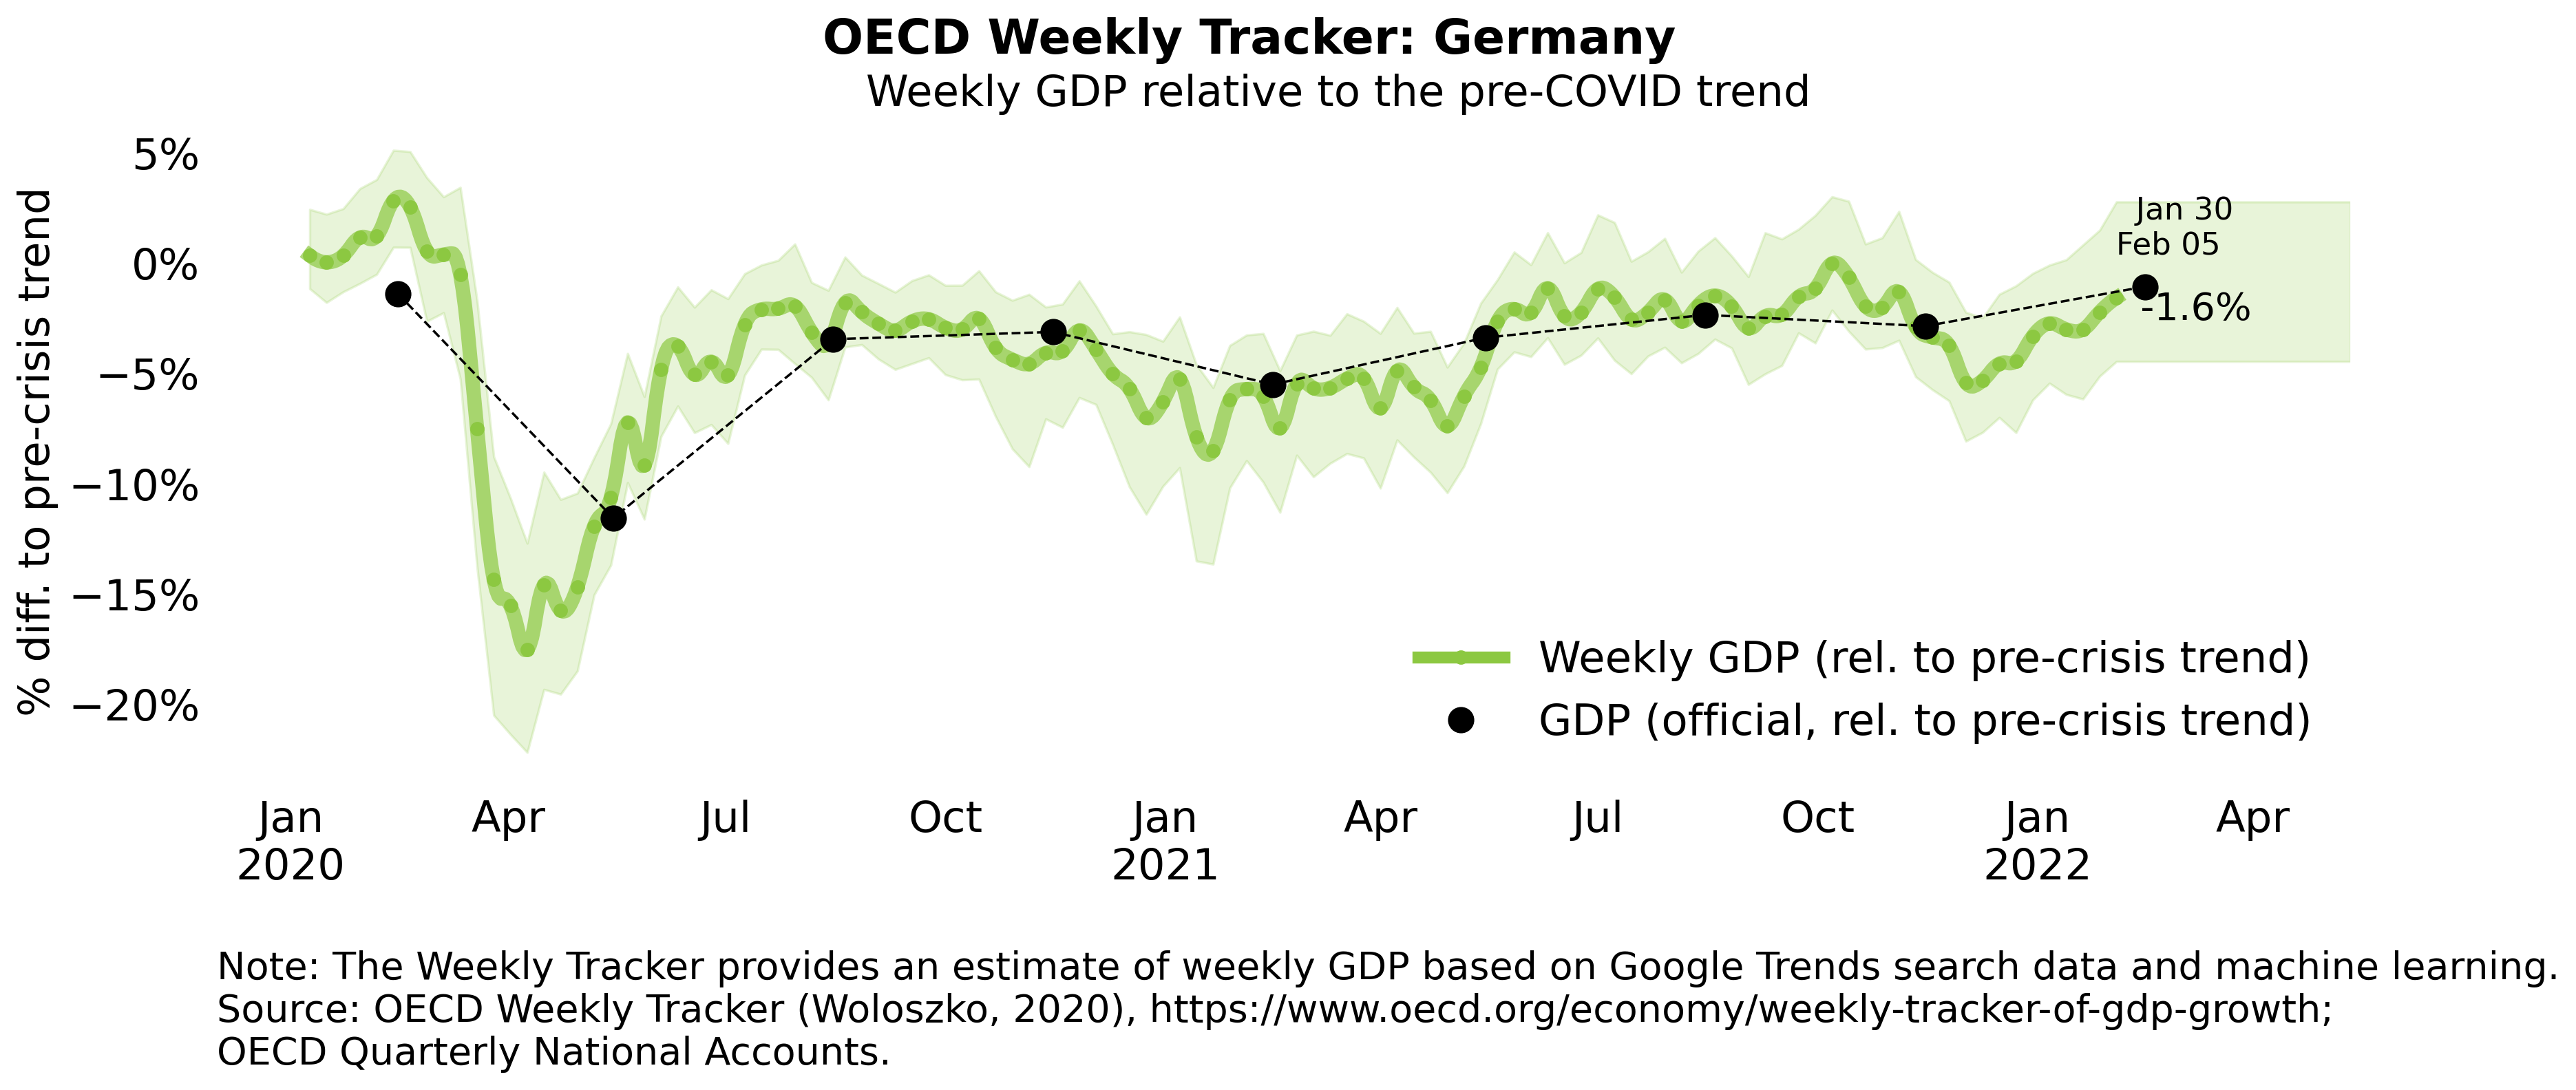 OECD Weekly Tracker: Germany
Weekly GDP relative to the pre-COVID trend
% diff. to pre-crisis trend
5%
0%
−5%
−10%
−15%
−20%
Jan 30
Feb 05
-1.6%
Weekly GDP (rel. to pre-crisis trend)
GDP (official, rel. to pre-crisis trend)
Jan Apr Jul Oct Jan Apr Jul Oct Jan Apr
2020 2021 2022
Note: The Weekly Tracker provides an estimate of weekly GDP based on Google Trends search data and machine learning.
Source: OECD Weekly Tracker (Woloszko, 2020), https://www.oecd.org/economy/weekly-tracker-of-gdp-growth;
OECD Quarterly National Accounts.